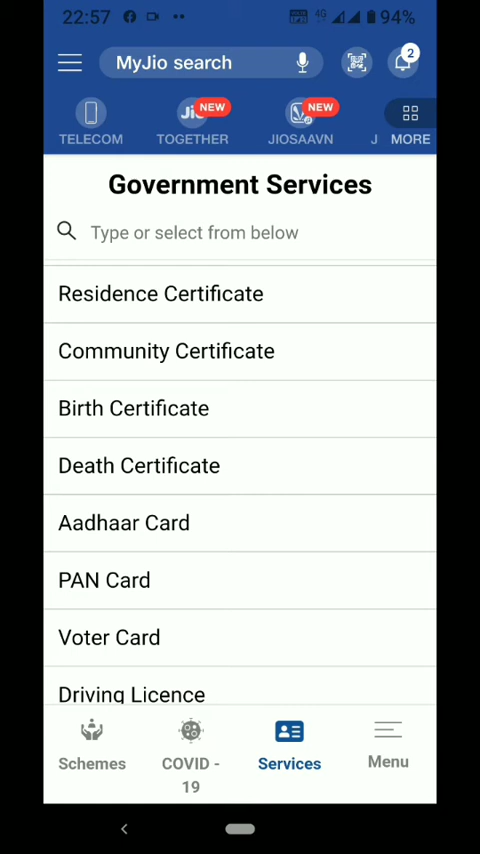 22:57 4G 94%
MyJio search 2
NEW NEW
TELECOM TOGETHER JIOSAAVN J MORE
Government Services
Type or select from below
Residence Certificate
Community Certificate
Birth Certificate
Death Certificate
Aadhaar Card
PAN Card
Voter Card
Driving Licence
Schemes COVID - 19 Services Menu